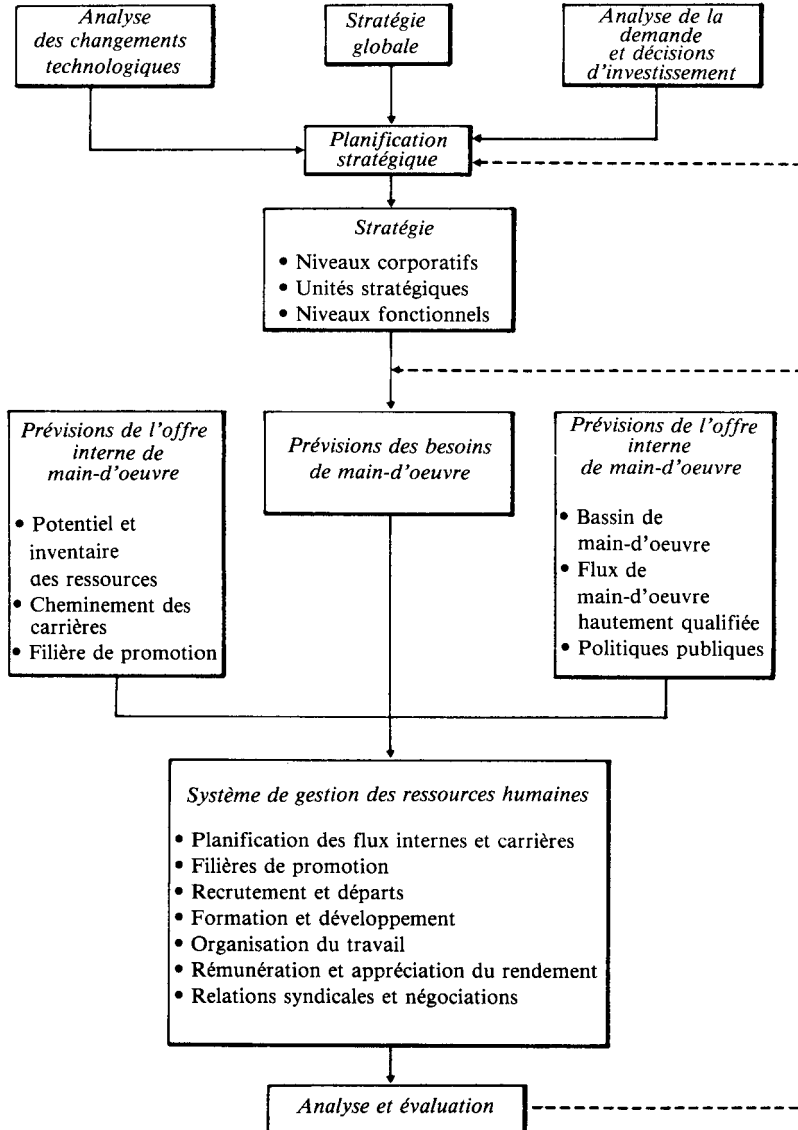 Analyse
des changements
technologiques
Stratégie
globale
Analyse de la
demande
et décisions
d'investissement
Planification
stratégique
Stratégie
• Niveaux corporatifs
• Unités stratégiques
• Niveaux fonctionnels
Prévisions de l'offre
interne de
main-d'oeuvre
• Potentiel et
inventaire
des ressources
• Cheminement des
carrières
• Filière de promotion
Prévisions des besoins
de main-d'oeuvre
Prévisions de l'offre
interne
de main-d'oeuvre
• Bassin de
main-d'oeuvre
• Flux de
main-d'oeuvre
hautement qualifiée
• Politiques publiques
Système de gestion des ressources humaines
• Planification des flux internes et carrières
• Filières de promotion
• Recrutement et départs
• Formation et développement
• Organisation du travail
• Rémunération et appréciation du rendement
• Relations syndicales et négociations
Analyse et évaluation